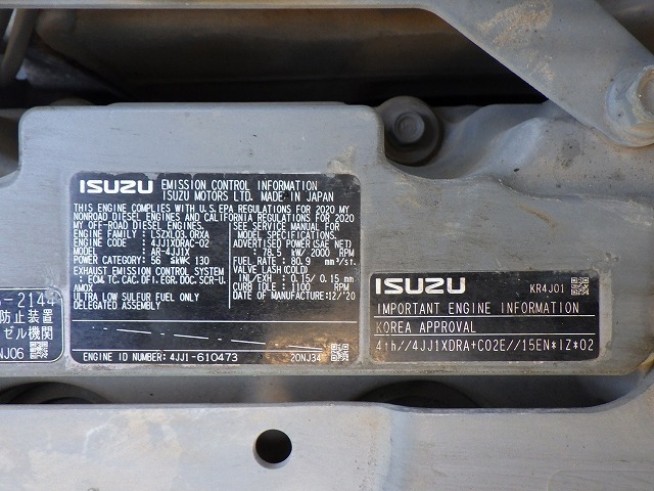 ISUZU EMISSION CONTROL INFORMATION
ISUZU MOTORS LTD. MADE IN JAPAN
THIS ENGINE COMPLIES WITH U.S. EPA REGULATIONS FOR 2020 MY
NONROAD DIESEL ENGINES AND CALIFORNIA REGULATIONS FOR 2020
MY OFF-ROAD DIESEL ENGINES.
ENGINE FAMILY : LSZXL03.0RXA
ENGINE CODE : 4JJ1XDRAC-02
MODEL : AR-4JJ1X
POWER CATEGORY: 56 ≤kW< 130
EXHAUST EMISSION CONTROL SYSTEM
: ECM. TC. CAC. DFI. EGR. DOC. SCR-U.
AMOX
ULTRA LOW SULFUR FUEL ONLY
DELEGATED ASSEMBLY
SEE SERVICE MANUAL FOR
MODEL SPECIFICATIONS.
ADVERTISED POWER(SAE NET)
: 78.5 kW/ 2000 RPM
FUEL RATE : 80.9 mm³/st.
VALVE LASH(COLD)
INL/EXH : 0.15/ 0.15 mm
CURB IDLE : 1100 RPM
DATE OF MANUFACTURE:12/'20
ENGINE ID NUMBER: 4JJ1-610473 20NJ34
-2144
防止装置
ゼル機関
NJ06
ISUZU KR4J01
IMPORTANT ENGINE INFORMATION
KOREA APPROVAL
4th//4JJ1XDRA+C02E//15EN*IZ*02